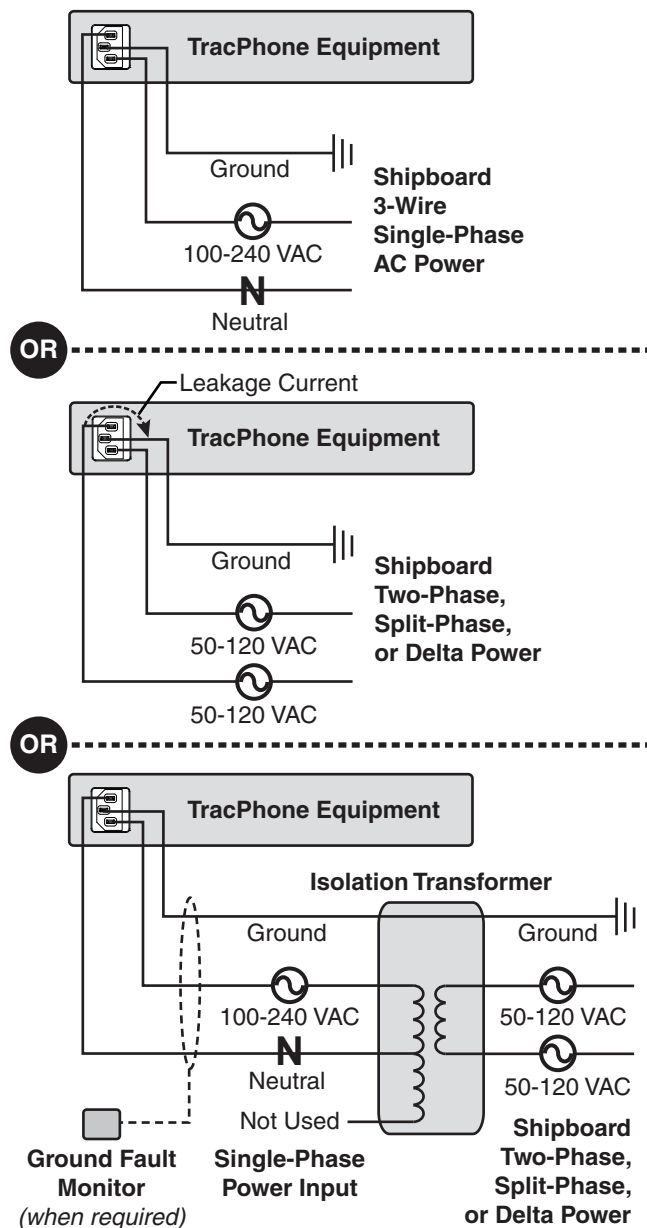 TracPhone Equipment
Ground
Shipboard
3-Wire
Single-Phase
AC Power
100-240 VAC
N
Neutral
OR
Leakage Current
TracPhone Equipment
Ground
Shipboard
Two-Phase,
Split-Phase,
or Delta Power
50-120 VAC
50-120 VAC
OR
TracPhone Equipment
Isolation Transformer
Ground
Ground
100-240 VAC
50-120 VAC
N
Neutral
50-120 VAC
Not Used
Ground Fault
Monitor
(when required)
Single-Phase
Power Input
Shipboard
Two-Phase,
Split-Phase,
or Delta Power